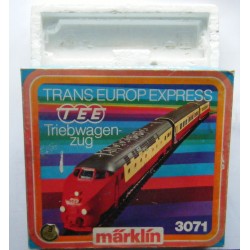 TRANS EUROP EXPRESS
TEE
Triebwagen-
zug
märklin
3071